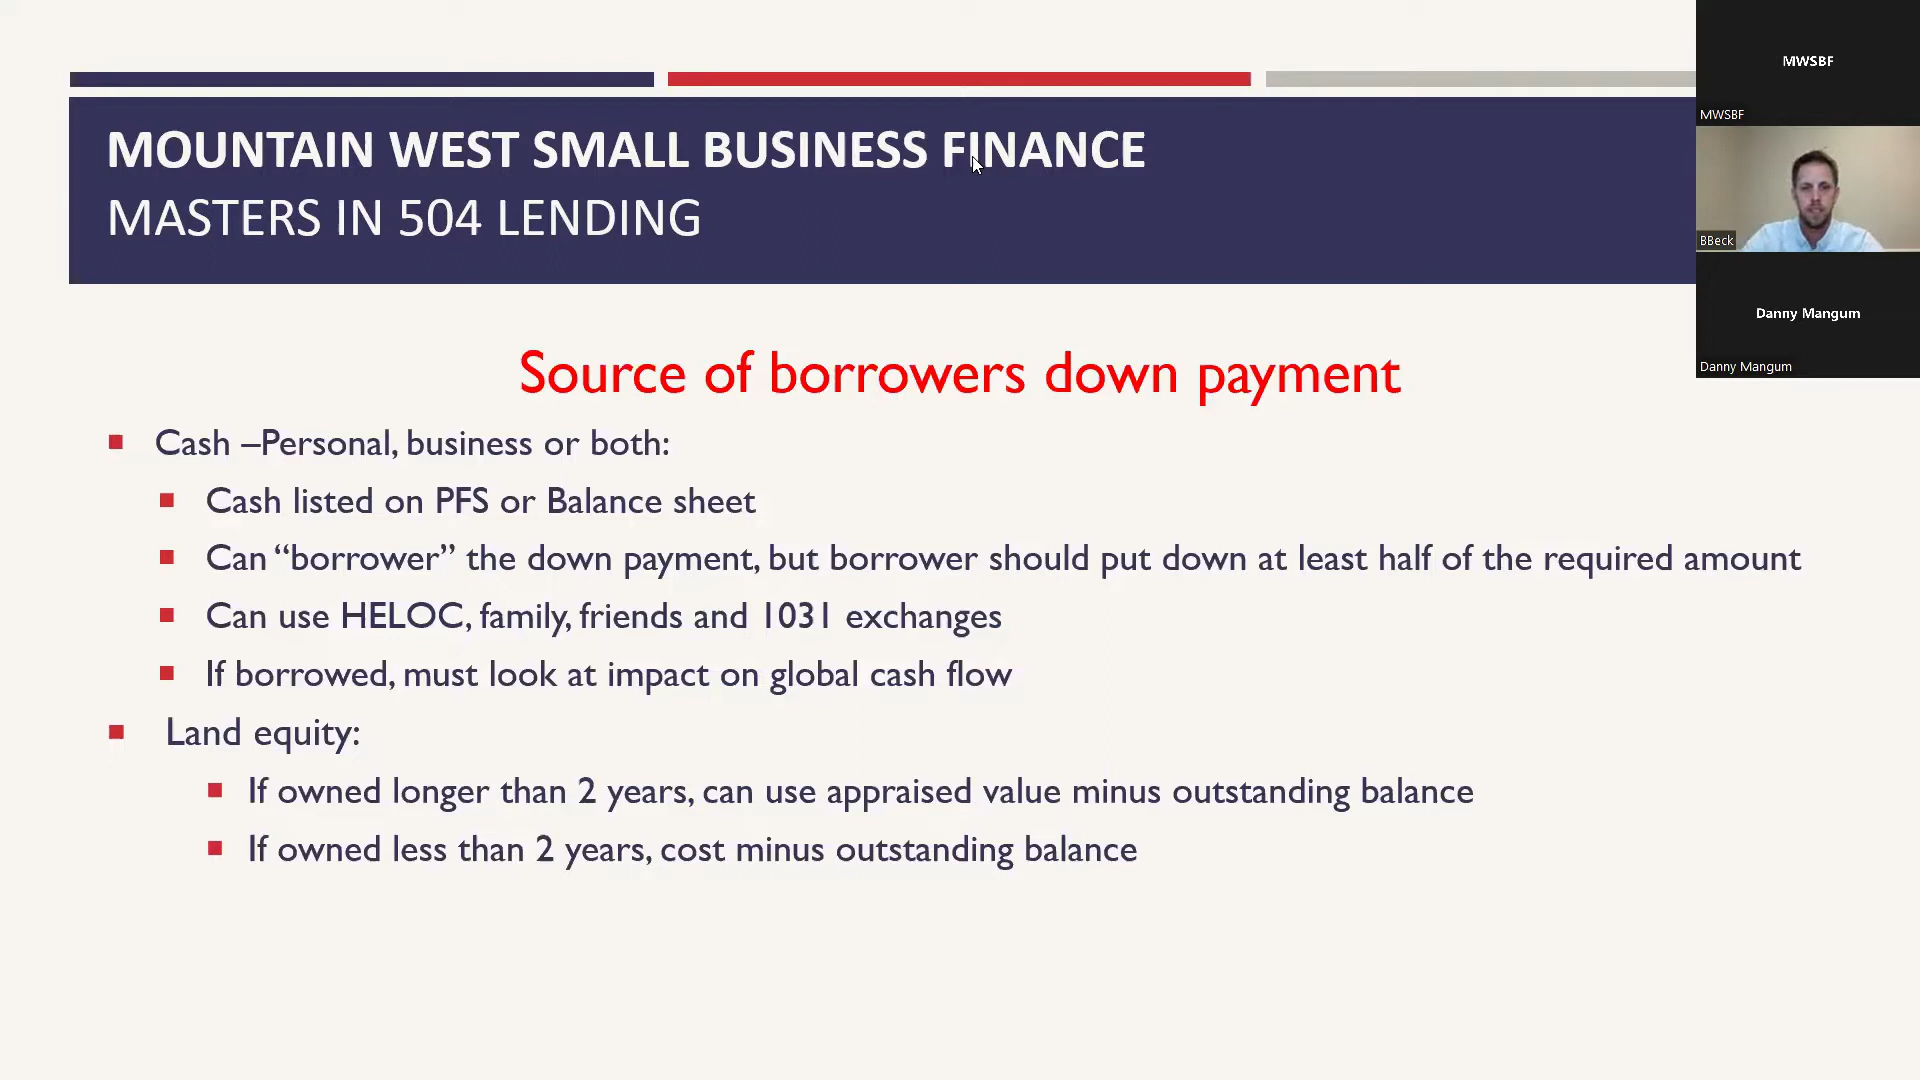 MOUNTAIN WEST SMALL BUSINESS FINANCE
MASTERS IN 504 LENDING
Source of borrowers down payment
Cash –Personal, business or both:
Cash listed on PFS or Balance sheet
Can “borrower” the down payment, but borrower should put down at least half of the required amount
Can use HELOC, family, friends and 1031 exchanges
If borrowed, must look at impact on global cash flow
Land equity:
If owned longer than 2 years, can use appraised value minus outstanding balance
If owned less than 2 years, cost minus outstanding balance
MWSBF
MWSBF
BBeck
Danny Mangum
Danny Mangum